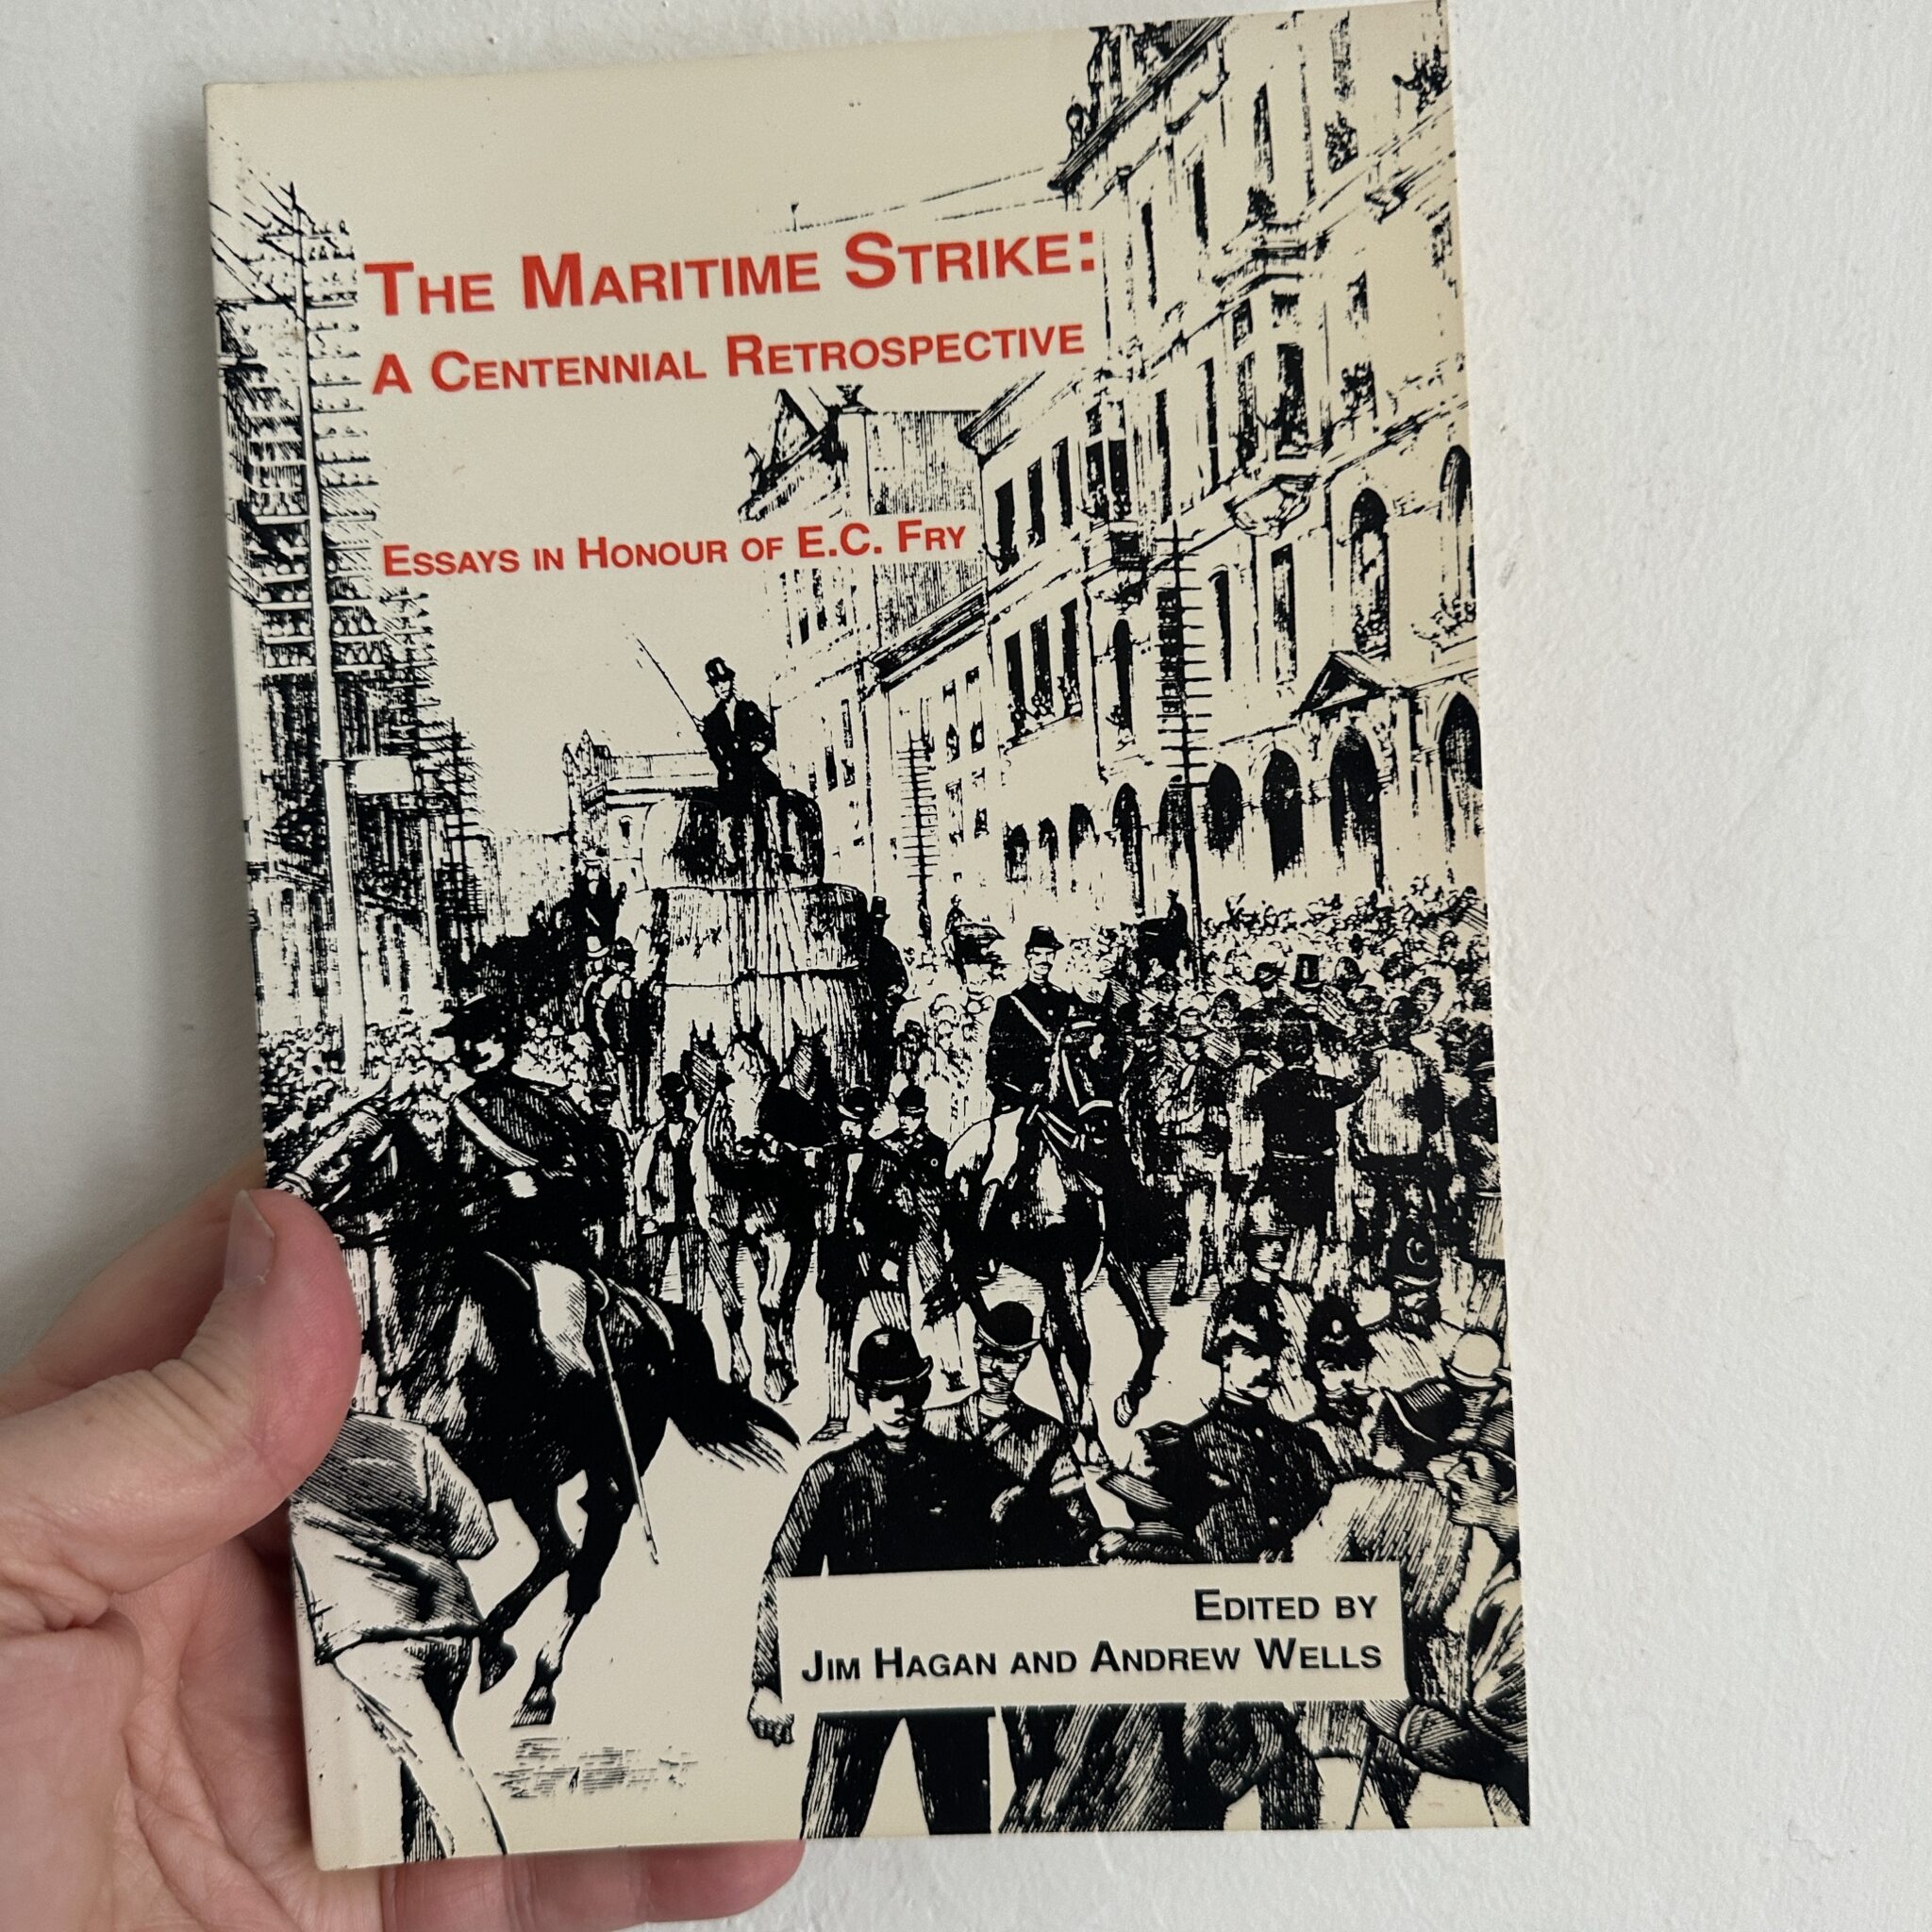 The Maritime Strike:
A Centennial Retrospective
Essays in Honour of E.C. Fry
Edited by
Jim Hagan and Andrew Wells